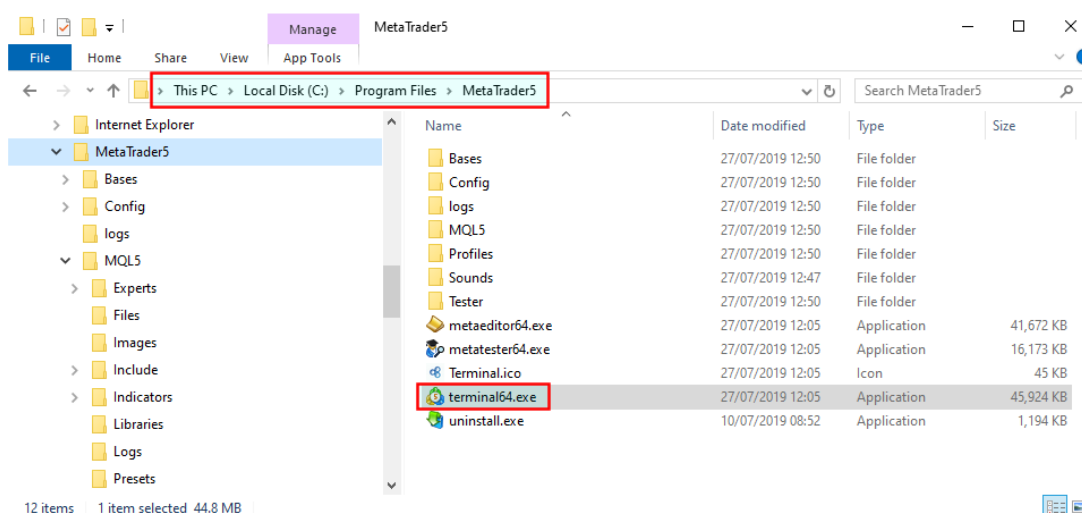 Manage MetaTrader5
File Home Share View App Tools
This PC Local Disk (C:) Program Files MetaTrader5 Search MetaTrader5
Internet Explorer
MetaTrader5
Bases
Config
logs
MQL5
Experts
Files
Images
Include
Indicators
Libraries
Logs
Presets
Name Date modified Type Size
Bases 27/07/2019 12:50 File folder
Config 27/07/2019 12:50 File folder
logs 27/07/2019 12:50 File folder
MQL5 27/07/2019 12:50 File folder
Profiles 27/07/2019 12:50 File folder
Sounds 27/07/2019 12:47 File folder
Tester 27/07/2019 12:50 File folder
metaeditor64.exe 27/07/2019 12:05 Application 41,672 KB
metatester64.exe 27/07/2019 12:05 Application 16,173 KB
Terminal.ico 27/07/2019 12:05 Icon 45 KB
terminal64.exe 27/07/2019 12:05 Application 45,924 KB
uninstall.exe 10/07/2019 08:52 Application 1,194 KB
12 items 1 item selected 44.8 MB